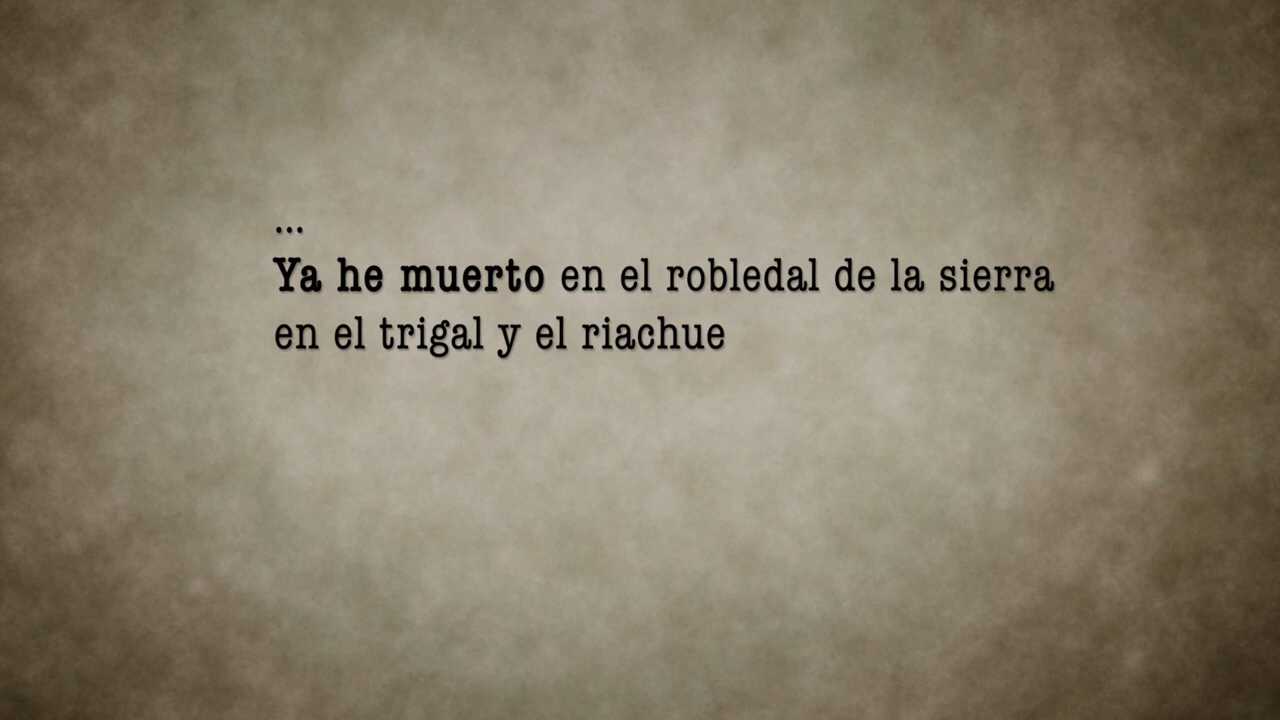 ...
Ya he muerto en el robledal de la sierra
en el trigal y el riachue